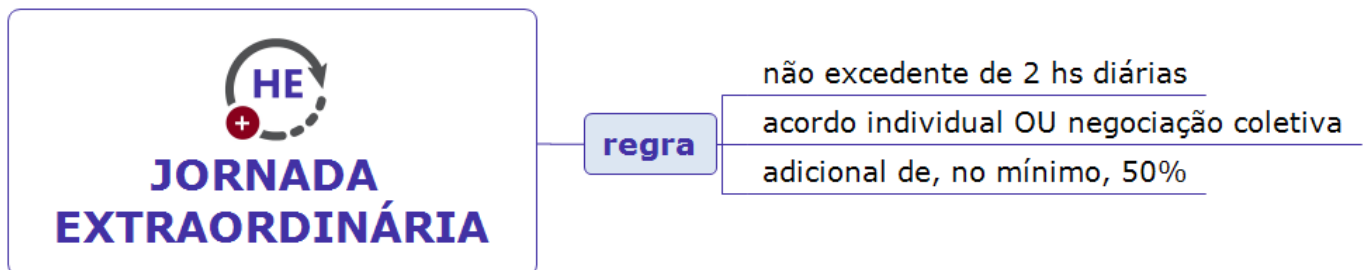 HE
+
JORNADA
EXTRAORDINÁRIA
regra
não excedente de 2 hs diárias
acordo individual OU negociação coletiva
adicional de, no mínimo, 50%